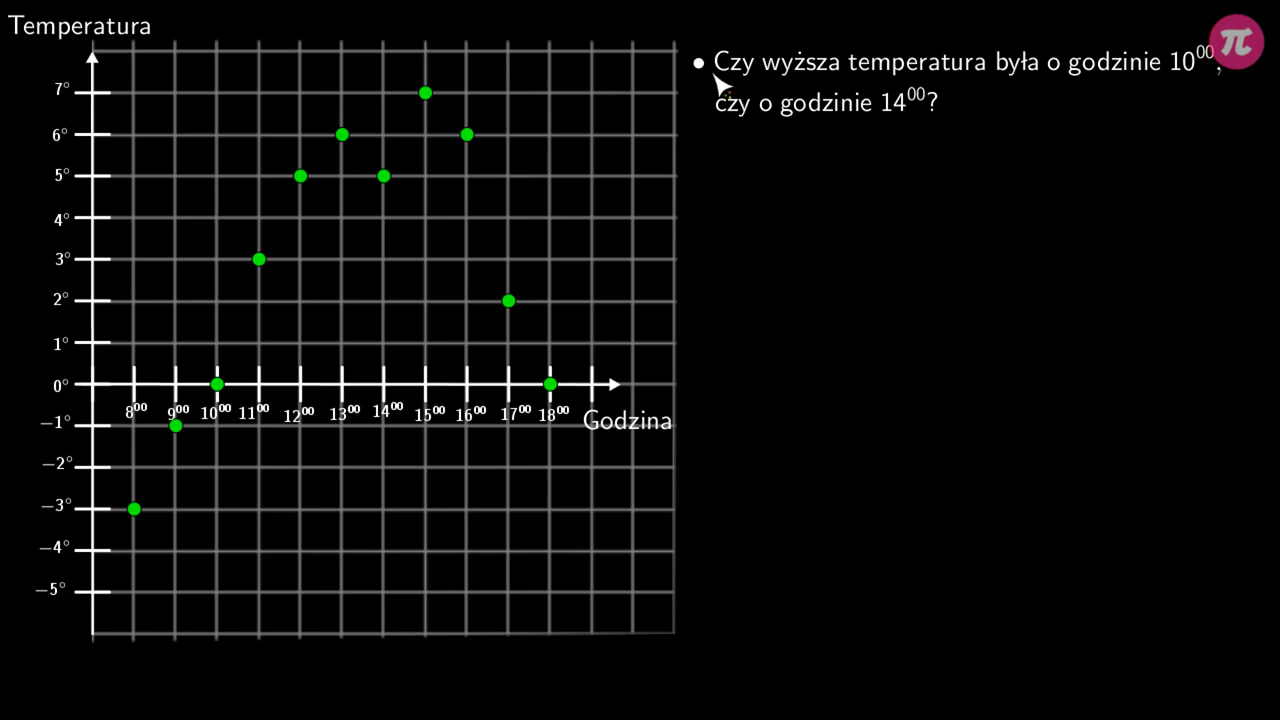 Temperatura
• Czy wyższa temperatura była o godzinie 10⁰⁰,
czy o godzinie 14⁰⁰?
7°
6°
5°
4°
3°
2°
1°
0°
8⁰⁰ 9⁰⁰ 10⁰⁰ 11⁰⁰ 12⁰⁰ 13⁰⁰ 14⁰⁰ 15⁰⁰ 16⁰⁰ 17⁰⁰ 18⁰⁰
Godzina
−1°
−2°
−3°
−4°
−5°
π